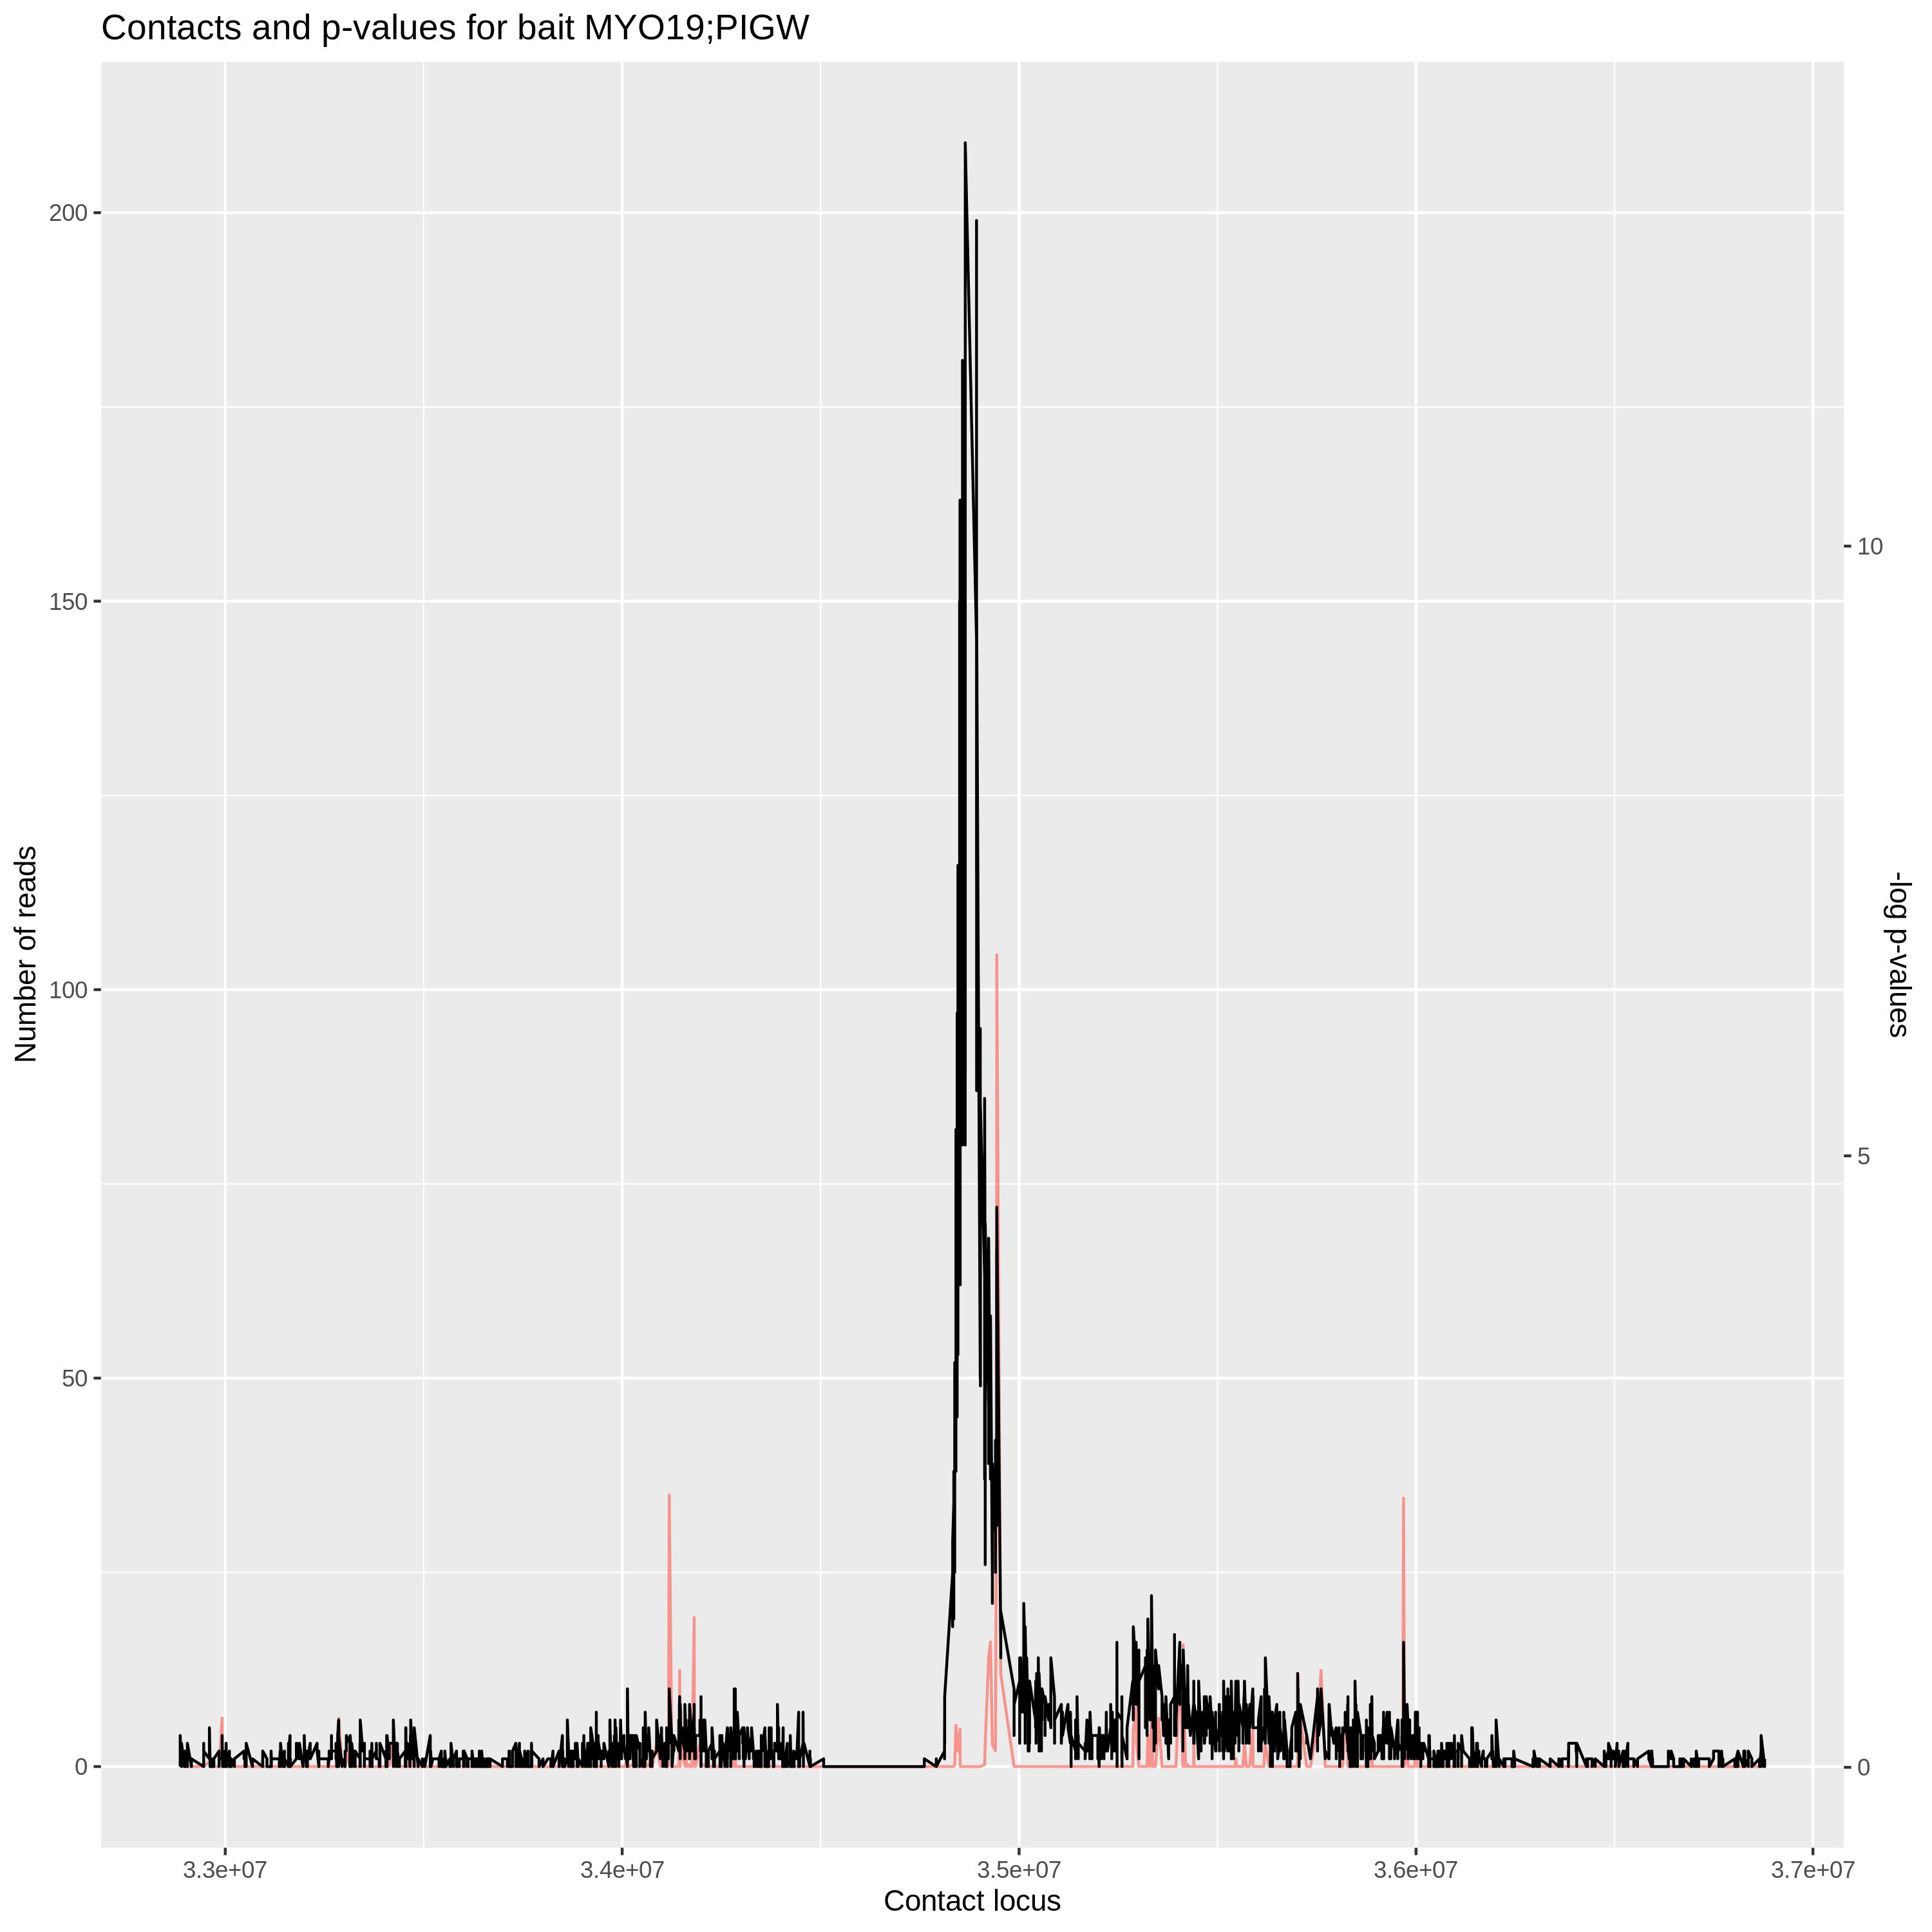 Contacts and p-values for bait MYO19;PIGW
200
150
100
50
0
Number of reads
10
5
0
-log p-values
3.3e+07
3.4e+07
3.5e+07
3.6e+07
3.7e+07
Contact locus